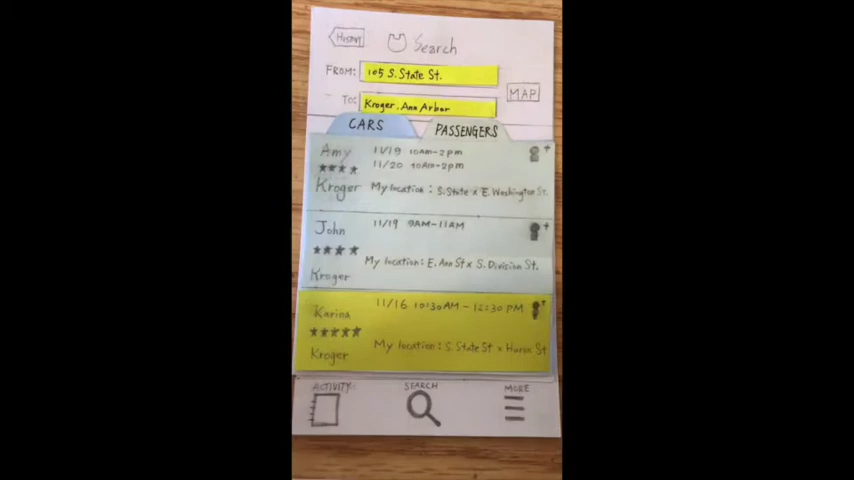 HISTORY
Search
FROM: 105 S. State St.
TO: Kroger, Ann Arbor
MAP
CARS
PASSENGERS
Amy 11/19 10AM-2pm
★★★★ 11/20 10AM-2pm
Kroger My location: S. State x E. Washington St.
John 11/19 9AM-11AM
★★★★
Kroger My location: E. Ann St x S. Division St.
Karina 11/16 10:30AM - 12:30 PM
★★★★★
Kroger My location: S. State St x Huron St
ACTIVITY
SEARCH
MORE